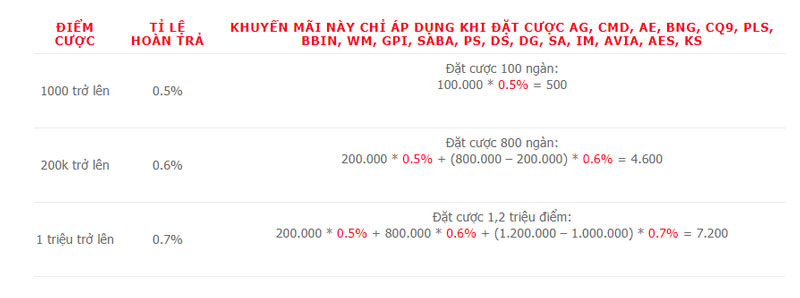 ĐIỂM CƯỢC
TỈ LỆ HOÀN TRẢ
KHUYẾN MÃI NÀY CHỈ ÁP DỤNG KHI ĐẶT CƯỢC AG, CMD, AE, BNG, CQ9, PLS,
BBIN, WM, GPI, SABA, PS, DS, DG, SA, IM, AVIA, AES, KS
1000 trở lên
0.5%
Đặt cược 100 ngàn:
100.000 * 0.5% = 500
200k trở lên
0.6%
Đặt cược 800 ngàn:
200.000 * 0.5% + (800.000 – 200.000) * 0.6% = 4.600
1 triệu trở lên
0.7%
Đặt cược 1,2 triệu điểm:
200.000 * 0.5% + 800.000 * 0.6% + (1.200.000 – 1.000.000) * 0.7% = 7.200